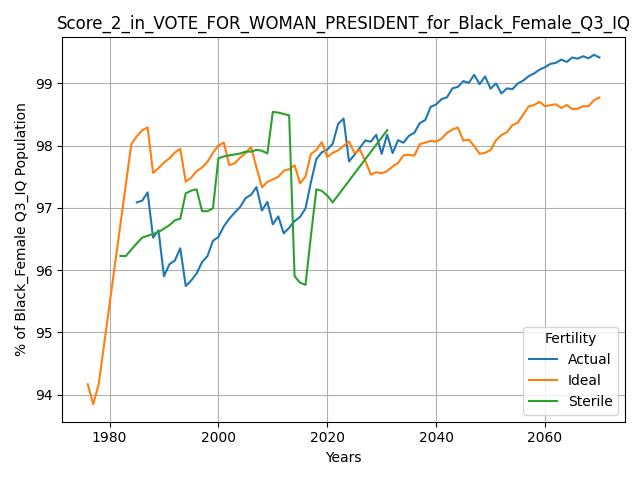 Score_2_in_VOTE_FOR_WOMAN_PRESIDENT_for_Black_Female_Q3_IQ
% of Black_Female Q3_IQ Population
99
98
97
96
95
94
1980
2000
2020
2040
2060
Years
Fertility
Actual
Ideal
Sterile